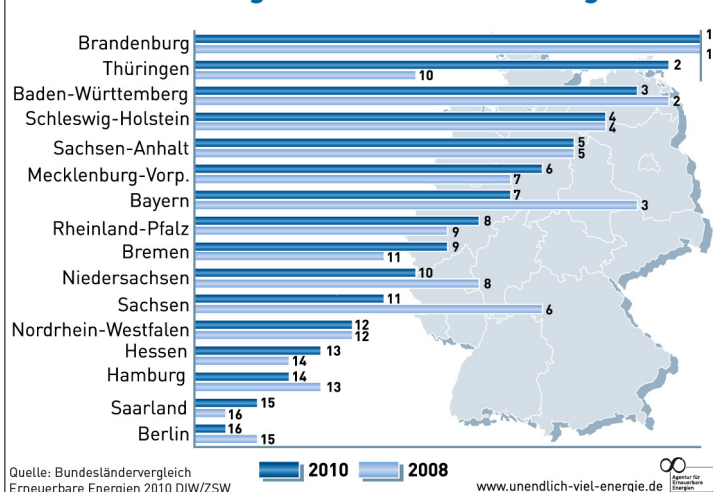 Brandenburg 1
1
Thüringen 2
10
Baden-Württemberg 3
2
Schleswig-Holstein 4
4
Sachsen-Anhalt 5
5
Mecklenburg-Vorp. 6
7
Bayern 7
3
Rheinland-Pfalz 8
9
Bremen 9
11
Niedersachsen 10
8
Sachsen 11
6
Nordrhein-Westfalen 12
12
Hessen 13
14
Hamburg 14
13
Saarland 15
16
Berlin 16
15
2010 2008
Quelle: Bundesländervergleich
Erneuerbare Energien 2010 DIW/ZSW
www.unendlich-viel-energie.de
Agentur für
Erneuerbare
Energien